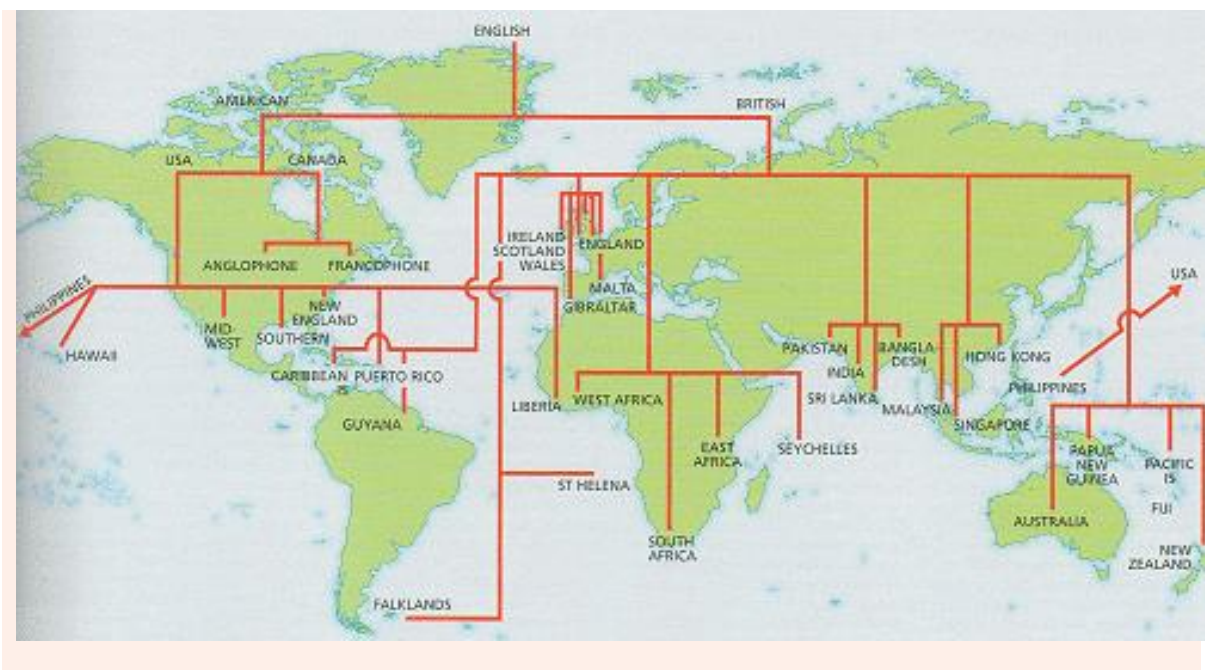 ENGLISH
AMERICAN
BRITISH
USA
CANADA
IRELAND
SCOTLAND
WALES
ENGLAND
ANGLOPHONE
FRANCOPHONE
MALTA
GIBRALTAR
USA
PHILIPPINES
HAWAII
MID-
WEST
SOUTHERN
NEW
ENGLAND
CARIBBEAN
IS
PUERTO RICO
GUYANA
LIBERIA
WEST AFRICA
EAST
AFRICA
SEYCHELLES
SOUTH
AFRICA
ST HELENA
FALKLANDS
PAKISTAN
INDIA
SRI LANKA
BANGLA-
DESH
MALAYSIA
SINGAPORE
HONG KONG
PHILIPPINES
PAPUA
NEW
GUINEA
PACIFIC
IS
FIJI
AUSTRALIA
NEW
ZEALAND